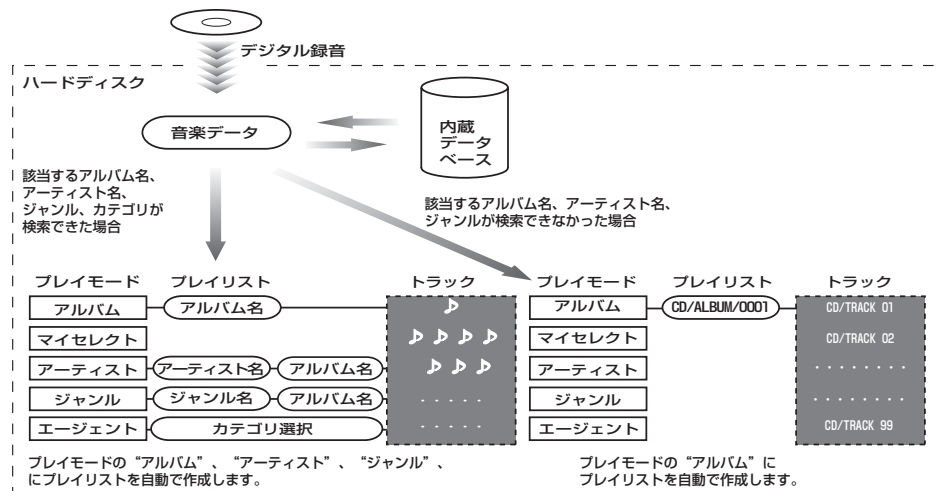 デジタル録音
ハードディスク
音楽データ
内蔵
データ
ベース
該当するアルバム名、
アーティスト名、
ジャンル、カテゴリが
検索できた場合
該当するアルバム名、アーティスト名、
ジャンルが検索できなかった場合
プレイモード プレイリスト トラック
アルバム アルバム名
マイセレクト
アーティスト アーティスト名 アルバム名
ジャンル ジャンル名 アルバム名
エージェント カテゴリ選択
プレイモードの“アルバム”、“アーティスト”、“ジャンル”、
にプレイリストを自動で作成します。
プレイモード プレイリスト トラック
アルバム CD/ALBUM/0001 CD/TRACK 01
マイセレクト CD/TRACK 02
アーティスト ........
ジャンル ........
エージェント CD/TRACK 99
プレイモードの“アルバム”に
プレイリストを自動で作成します。